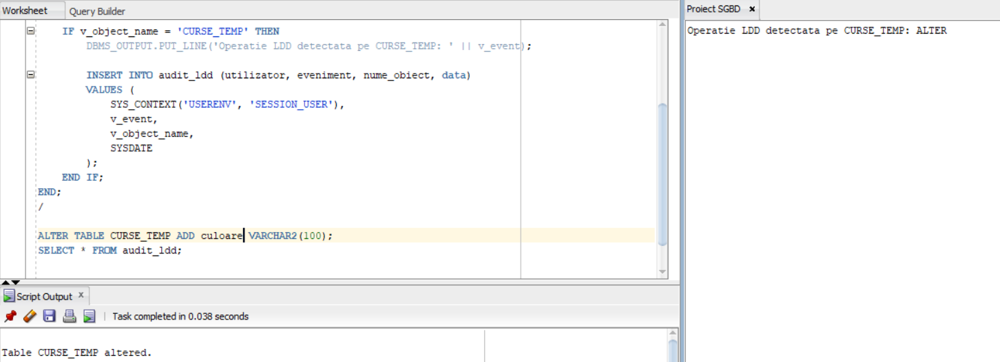 Worksheet
Query Builder
IF v_object_name = 'CURSE_TEMP' THEN
DBMS_OUTPUT.PUT_LINE('Operatie LDD detectata pe CURSE_TEMP: ' || v_event);
INSERT INTO audit_ldd (utilizator, eveniment, nume_obiect, data)
VALUES (
SYS_CONTEXT('USERENV', 'SESSION_USER'),
v_event,
v_object_name,
SYSDATE
);
END IF;
END;
/
ALTER TABLE CURSE_TEMP ADD culoare VARCHAR2(100);
SELECT * FROM audit_ldd;
Script Output x
Task completed in 0.038 seconds
Table CURSE_TEMP altered.
Proiect SGBD x
Operatie LDD detectata pe CURSE_TEMP: ALTER